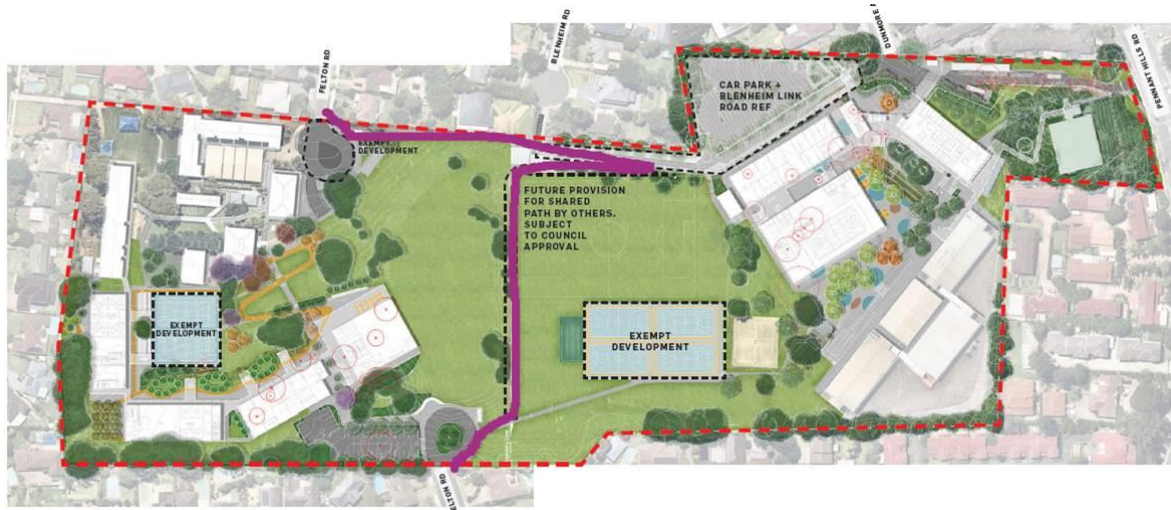 FELTON RD
BLENHEIM RD
DUNMORE
PENNANT HILLS RD
CAR PARK +
BLENHEIM LINK
ROAD REF
EXEMPT
DEVELOPMENT
FUTURE PROVISION
FOR SHARED
PATH BY OTHERS.
SUBJECT
TO COUNCIL
APPROVAL
EXEMPT
DEVELOPMENT
EXEMPT
DEVELOPMENT
ELTON RD